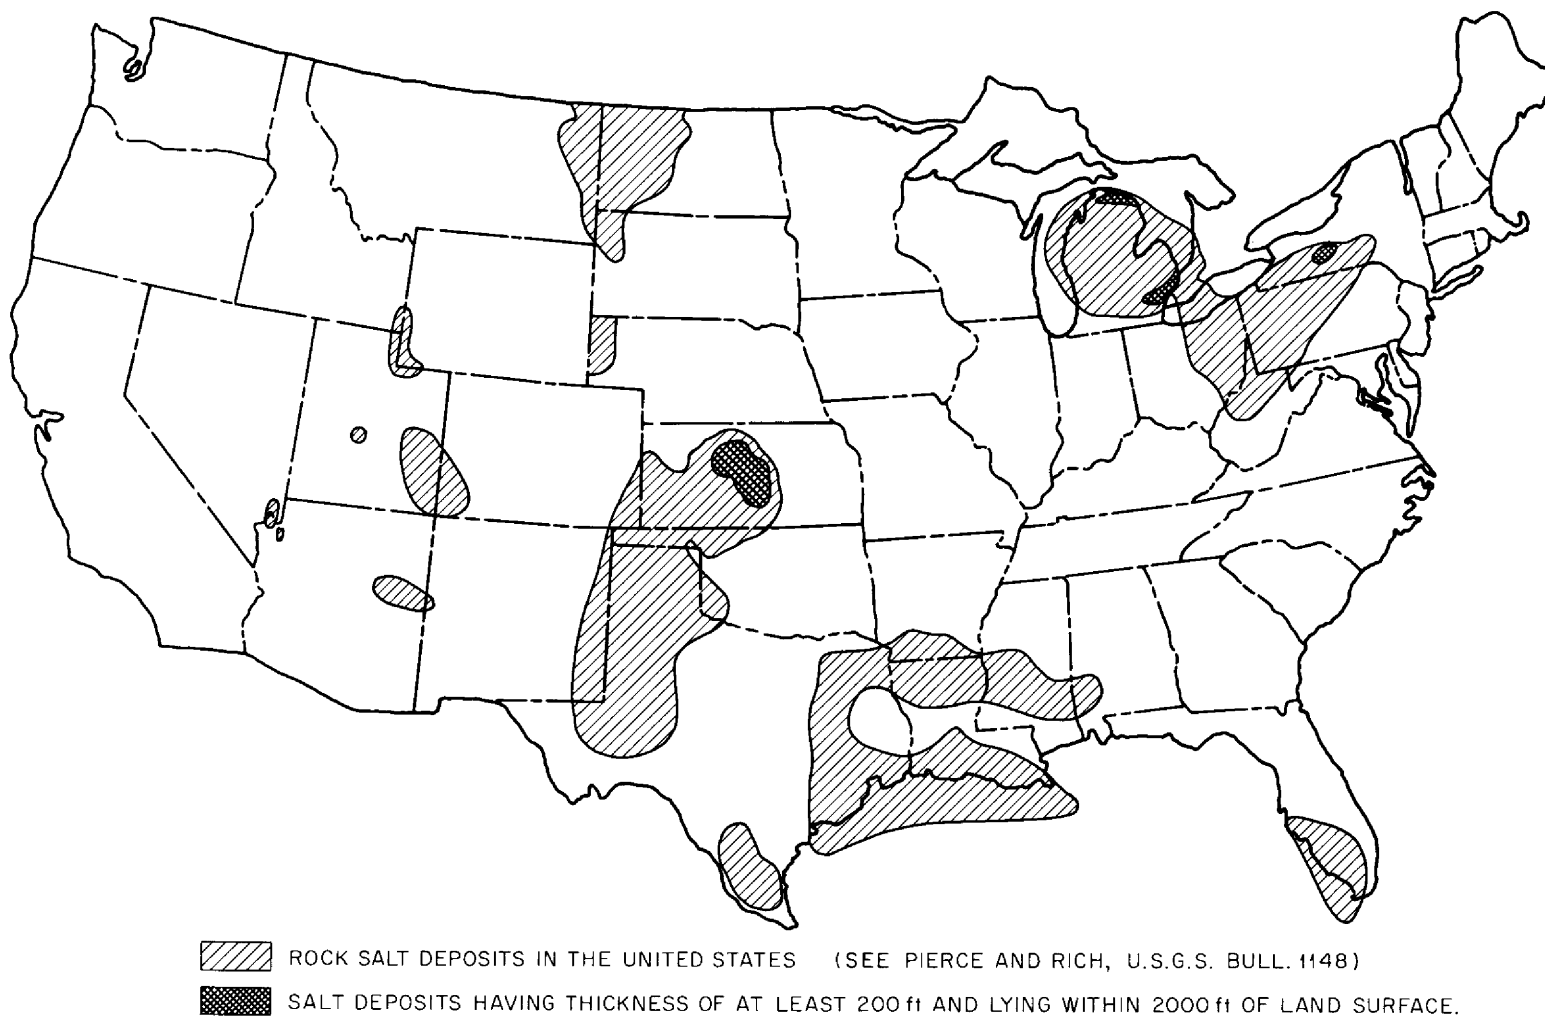 ROCK SALT DEPOSITS IN THE UNITED STATES (SEE PIERCE AND RICH, U.S.G.S. BULL. 1148)
SALT DEPOSITS HAVING THICKNESS OF AT LEAST 200 ft AND LYING WITHIN 2000 ft OF LAND SURFACE.